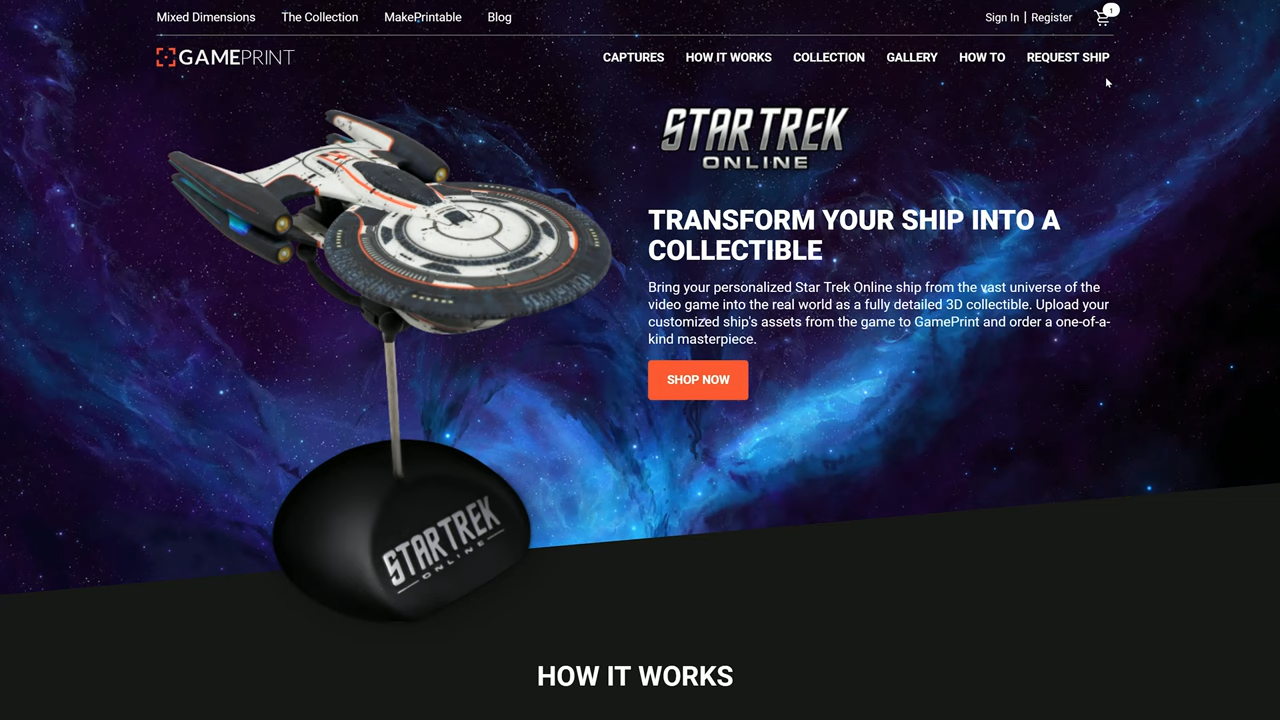 Mixed Dimensions The Collection MakePrintable Blog Sign In | Register 1
GAMEPRINT CAPTURES HOW IT WORKS COLLECTION GALLERY HOW TO REQUEST SHIP
STAR TREK
ONLINE
TRANSFORM YOUR SHIP INTO A
COLLECTIBLE
Bring your personalized Star Trek Online ship from the vast universe of the
video game into the real world as a fully detailed 3D collectible. Upload your
customized ship's assets from the game to GamePrint and order a one-of-a-
kind masterpiece.
SHOP NOW
STAR TREK
ONLINE
HOW IT WORKS